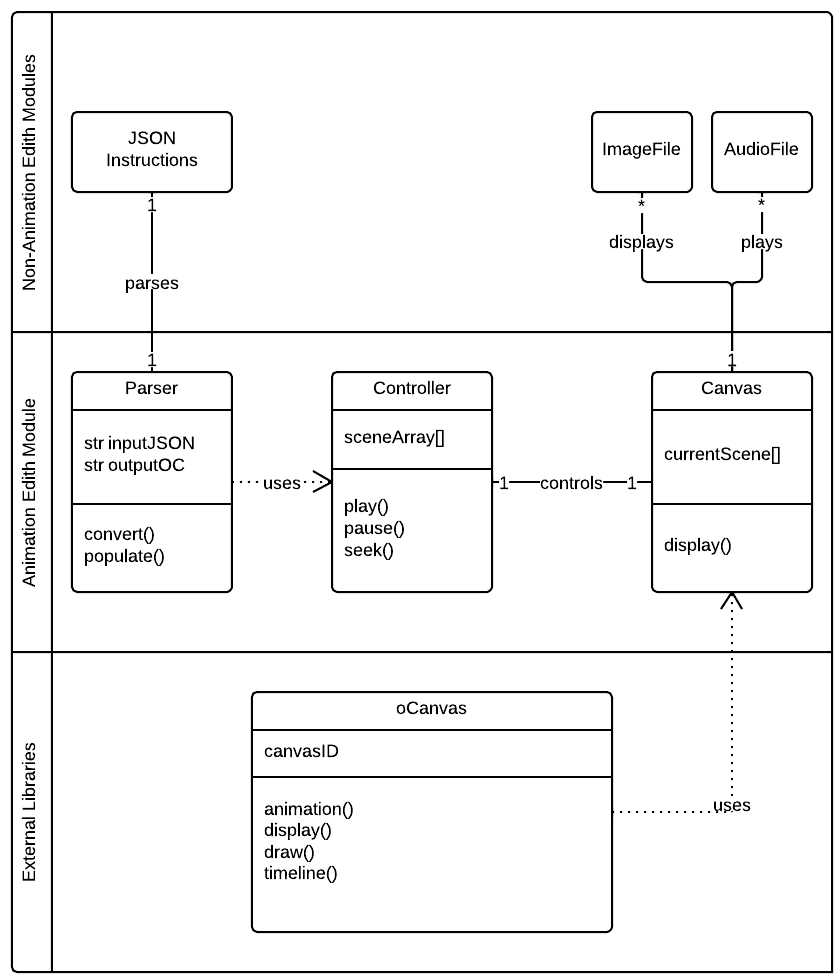 Non-Animation Edith Modules
JSON
Instructions
ImageFile
AudioFile
1
*
*
displays
plays
parses
1
1
Animation Edith Module
Parser
str inputJSON
str outputOC
convert()
populate()
uses
Controller
sceneArray[]
play()
pause()
seek()
1
controls
1
Canvas
currentScene[]
display()
External Libraries
oCanvas
canvasID
animation()
display()
draw()
timeline()
uses